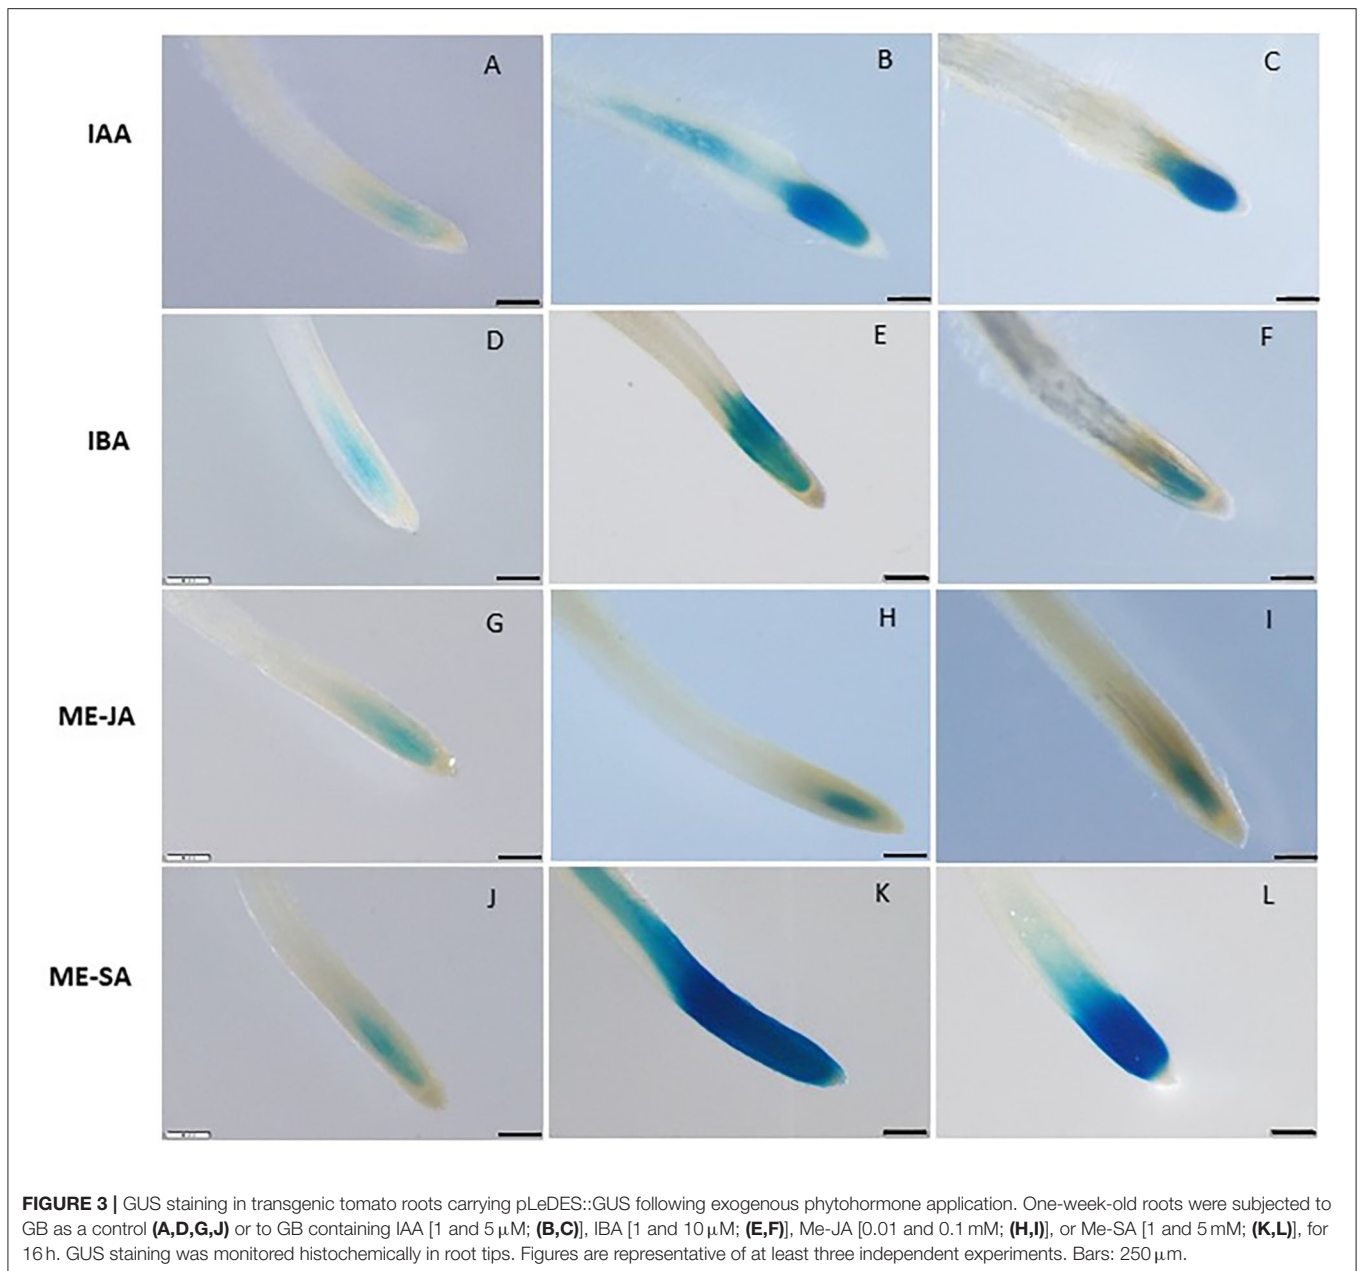 A
B
C
IAA
D
E
F
IBA
G
H
I
ME-JA
J
K
L
ME-SA
FIGURE 3 | GUS staining in transgenic tomato roots carrying pLeDES::GUS following exogenous phytohormone application. One-week-old roots were subjected to
GB as a control (A,D,G,J) or to GB containing IAA [1 and 5 µM; (B,C)], IBA [1 and 10 µM; (E,F)], Me-JA [0.01 and 0.1 mM; (H,I)], or Me-SA [1 and 5 mM; (K,L)], for
16 h. GUS staining was monitored histochemically in root tips. Figures are representative of at least three independent experiments. Bars: 250 µm.